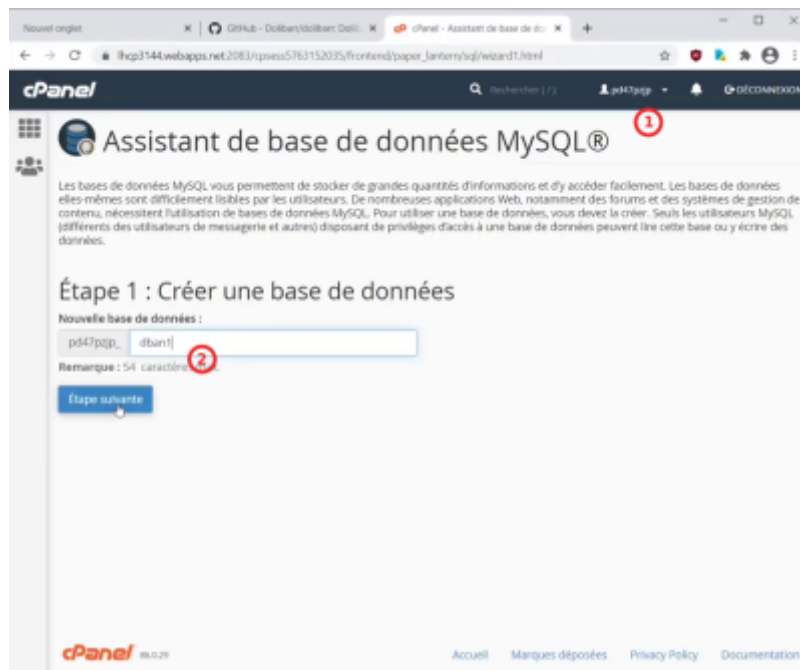 Nouvel onglet
GitHub - Dolibarr/dolibarr: Doli
cPanel - Assistant de base de do
lhcp3144.webapps.net:2083/cpsess5763152035/frontend/paper_lantern/sql/wizard1.html
cPanel
Rechercher ( / )
pd47pzjp
DÉCONNEXION
1
Assistant de base de données MySQL®
Les bases de données MySQL vous permettent de stocker de grandes quantités d'informations et d'y accéder facilement. Les bases de données
elles-mêmes sont difficilement lisibles par les utilisateurs. De nombreuses applications Web, notamment des forums et des systèmes de gestion de
contenu, nécessitent l'utilisation de bases de données MySQL. Pour utiliser une base de données, vous devez la créer. Seuls les utilisateurs MySQL
(différents des utilisateurs de messagerie et autres) disposant de privilèges d'accès à une base de données peuvent lire cette base ou y écrire des
données.
Étape 1 : Créer une base de données
Nouvelle base de données :
pd47pzjp_ dban1
2
Remarque : 54 caractères
Étape suivante
cPanel 86.0.29
Accueil Marques déposées Privacy Policy Documentation